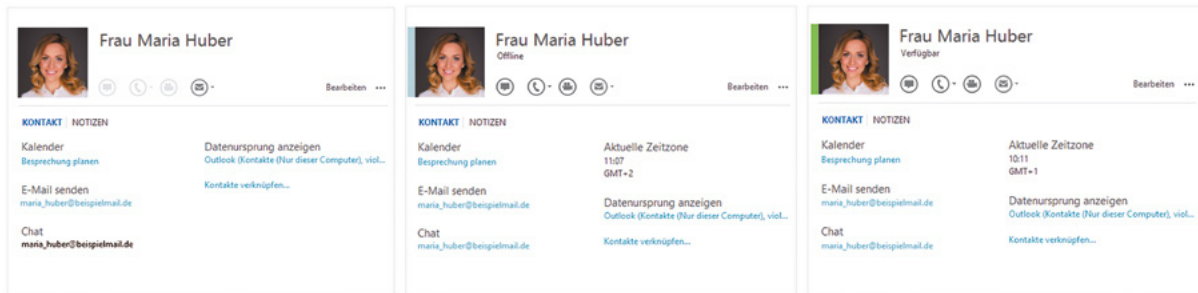 Frau Maria Huber
Bearbeiten ...
KONTAKT | NOTIZEN
Kalender
Besprechung planen
E-Mail senden
maria_huber@beispielmail.de
Chat
maria_huber@beispielmail.de
Datenursprung anzeigen
Outlook (Kontakte (Nur dieser Computer), viol...
Kontakte verknüpfen...
Frau Maria Huber
Offline
Bearbeiten ...
KONTAKT | NOTIZEN
Kalender
Besprechung planen
E-Mail senden
maria_huber@beispielmail.de
Chat
maria_huber@beispielmail.de
Aktuelle Zeitzone
11:07
GMT+2
Datenursprung anzeigen
Outlook (Kontakte (Nur dieser Computer), viol...
Kontakte verknüpfen...
Frau Maria Huber
Verfügbar
Bearbeiten ...
KONTAKT | NOTIZEN
Kalender
Besprechung planen
E-Mail senden
maria_huber@beispielmail.de
Chat
maria_huber@beispielmail.de
Aktuelle Zeitzone
10:11
GMT+1
Datenursprung anzeigen
Outlook (Kontakte (Nur dieser Computer), viol...
Kontakte verknüpfen...